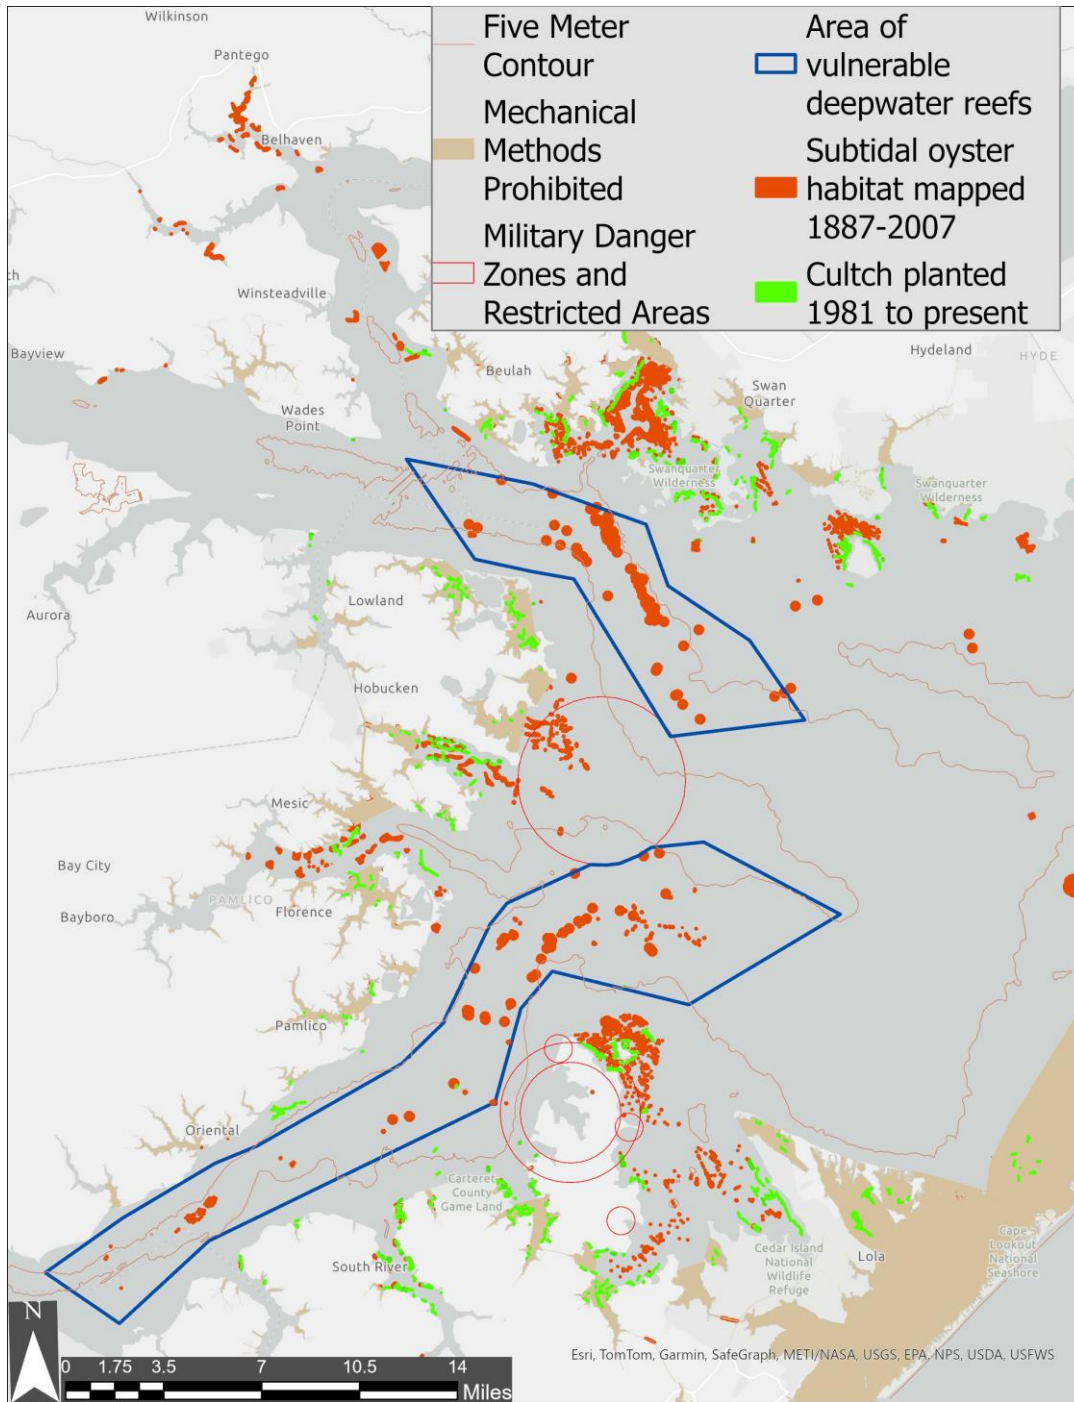 Wilkinson
Pantego
Belhaven
Five Meter
Contour
Mechanical
Methods
Prohibited
Military Danger
Zones and
Restricted Areas
Area of
vulnerable
deepwater reefs
Subtidal oyster
habitat mapped
1887-2007
Cultch planted
1981 to present
ch
Winsteadville
Bayview
Beulah
Hydeland
HYDE
Wades
Point
Swan
Quarter
Swanquarter
Wilderness
Swanquarter
Wilderness
Lowland
Aurora
Hobucken
Mesic
Bay City
PAMLICO
Bayboro
Florence
Pamlico
Oriental
Carteret
County
Game Land
South River
Cedar Island
National
Wildlife
Refuge
Lola
Cape
Lookout
National
Seashore
N
0 1.75 3.5 7 10.5 14
Miles
Esri, TomTom, Garmin, SafeGraph, METI/NASA, USGS, EPA, NPS, USDA, USFWS